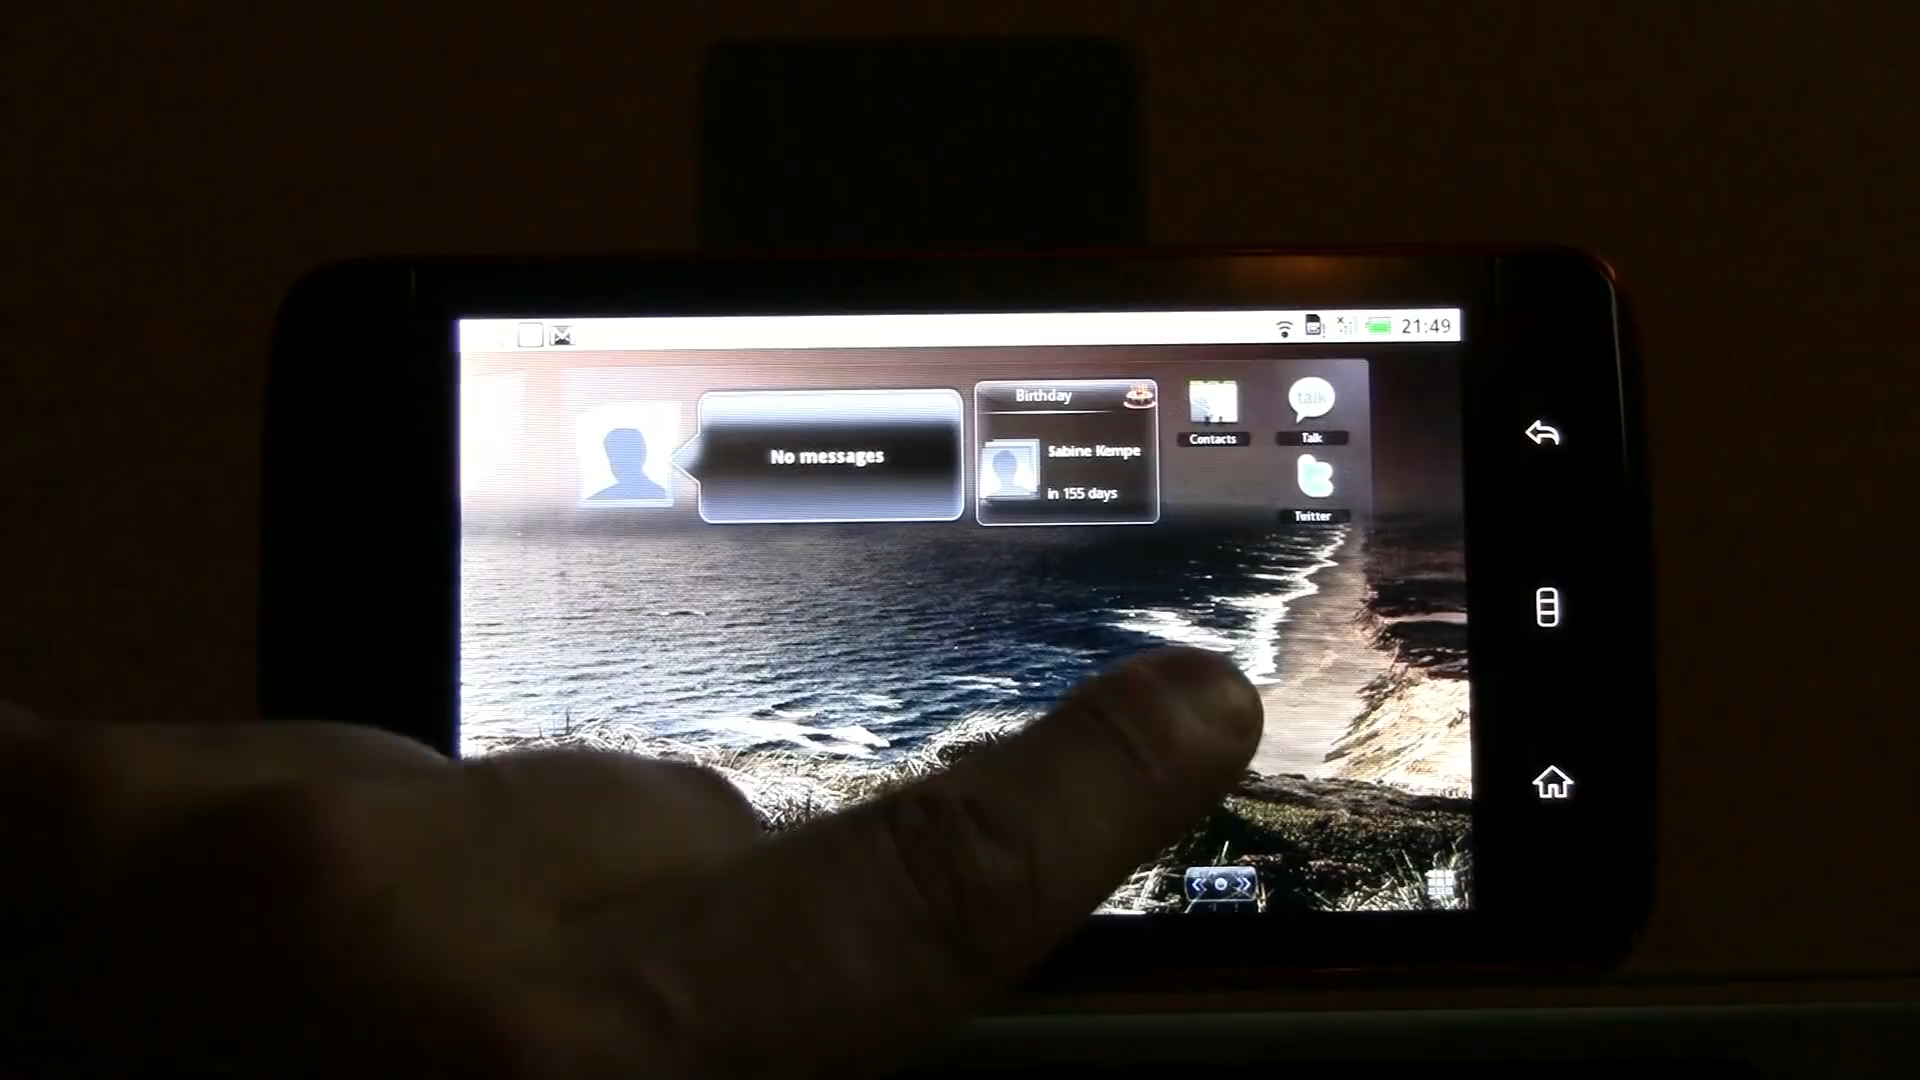 21:49
No messages
Birthday
Sabine Kempe
in 155 days
Contacts
talk
Talk
Twitter